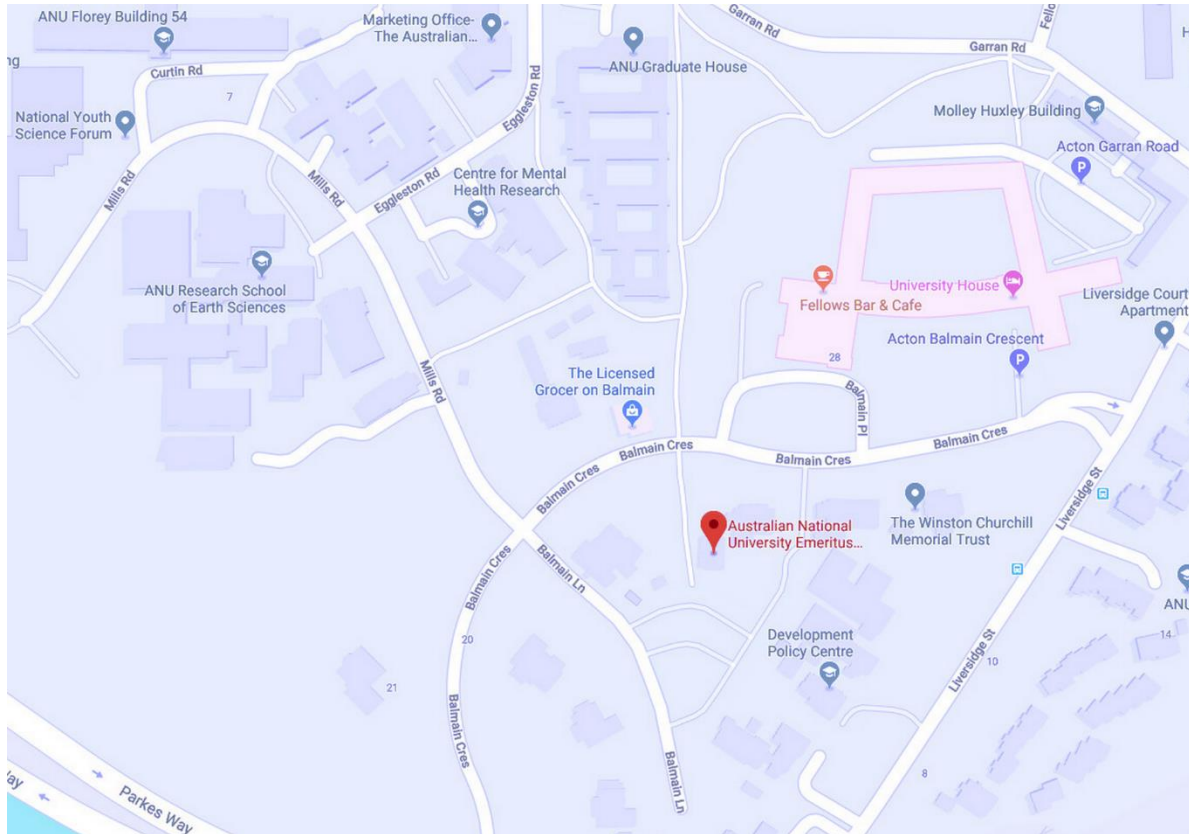 ANU Florey Building 54
Marketing Office-
The Australian...
Garran Rd
Garran Rd
ANU Graduate House
Curtin Rd
7
National Youth
Science Forum
Eggleston Rd
Molley Huxley Building
Acton Garran Road
P
Mills Rd
Mills Rd
Eggleston Rd
Centre for Mental
Health Research
ANU Research School
of Earth Sciences
Fellows Bar & Cafe
University House
Liversidge Court
Apartment
Acton Balmain Crescent
P
28
The Licensed
Grocer on Balmain
Mills Rd
Balmain Pl
Balmain Cres
Balmain Cres
Balmain Cres
Balmain Cres
Liversidge St
Australian National
University Emeritus...
The Winston Churchill
Memorial Trust
Balmain Cres
Balmain Ln
ANU
14
20
Development
Policy Centre
10
Liversidge St
21
Balmain Cres
Balmain Ln
8
Parkes Way